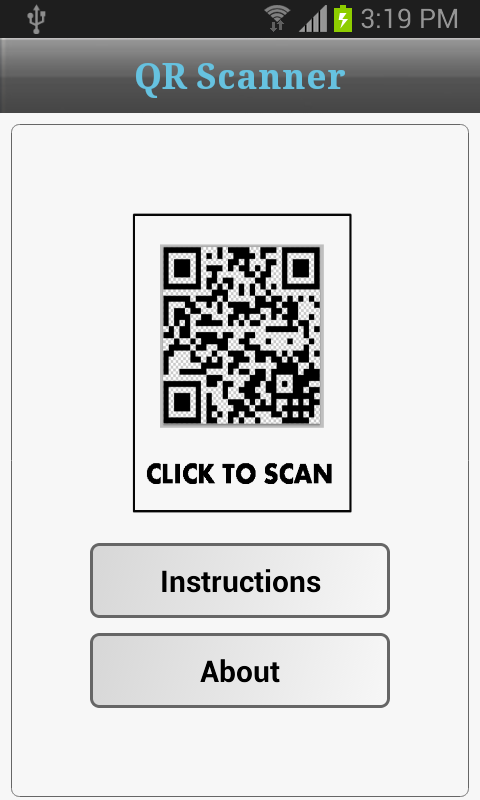 3:19 PM
QR Scanner
CLICK TO SCAN
Instructions
About